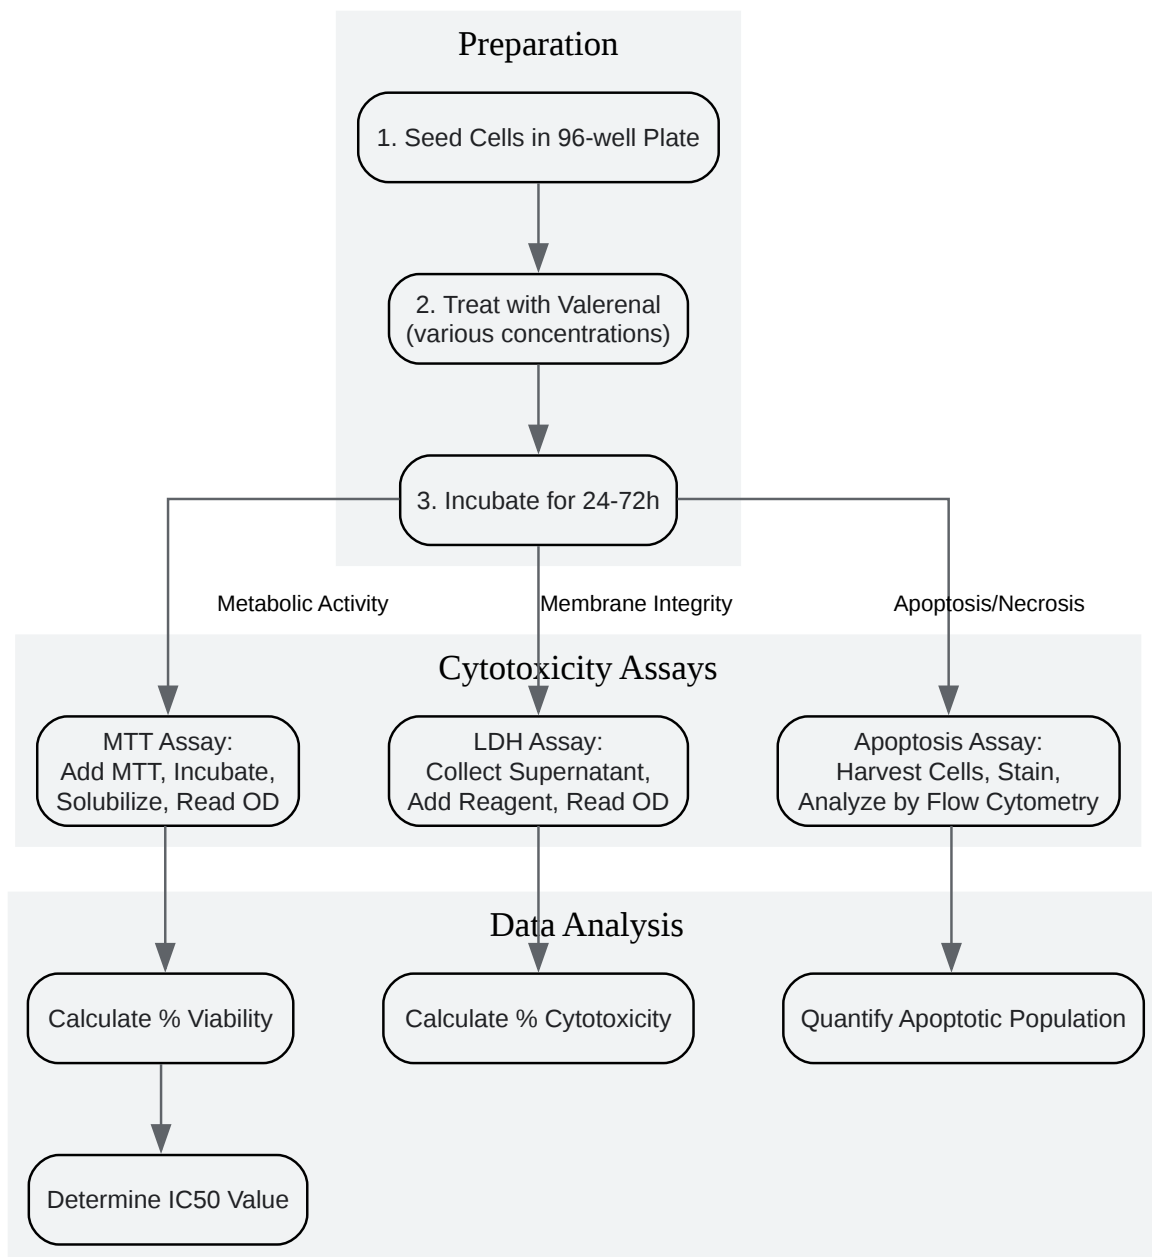 Preparation
1. Seed Cells in 96-well Plate
2. Treat with Valerenal
(various concentrations)
3. Incubate for 24-72h
Metabolic Activity
Membrane Integrity
Apoptosis/Necrosis
Cytotoxicity Assays
MTT Assay:
Add MTT, Incubate,
Solubilize, Read OD
LDH Assay:
Collect Supernatant,
Add Reagent, Read OD
Apoptosis Assay:
Harvest Cells, Stain,
Analyze by Flow Cytometry
Data Analysis
Calculate % Viability
Calculate % Cytotoxicity
Quantify Apoptotic Population
Determine IC50 Value